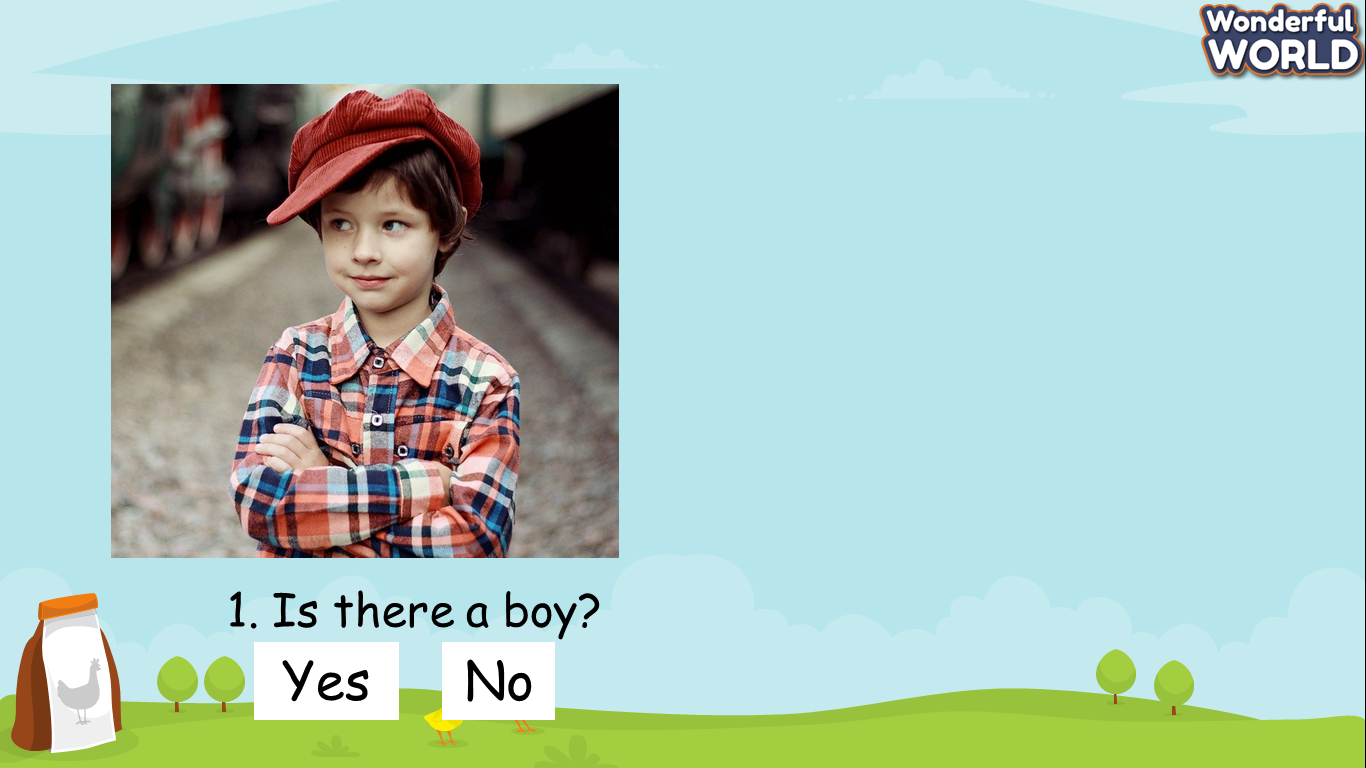 Wonderful
WORLD
1. Is there a boy?
Yes No